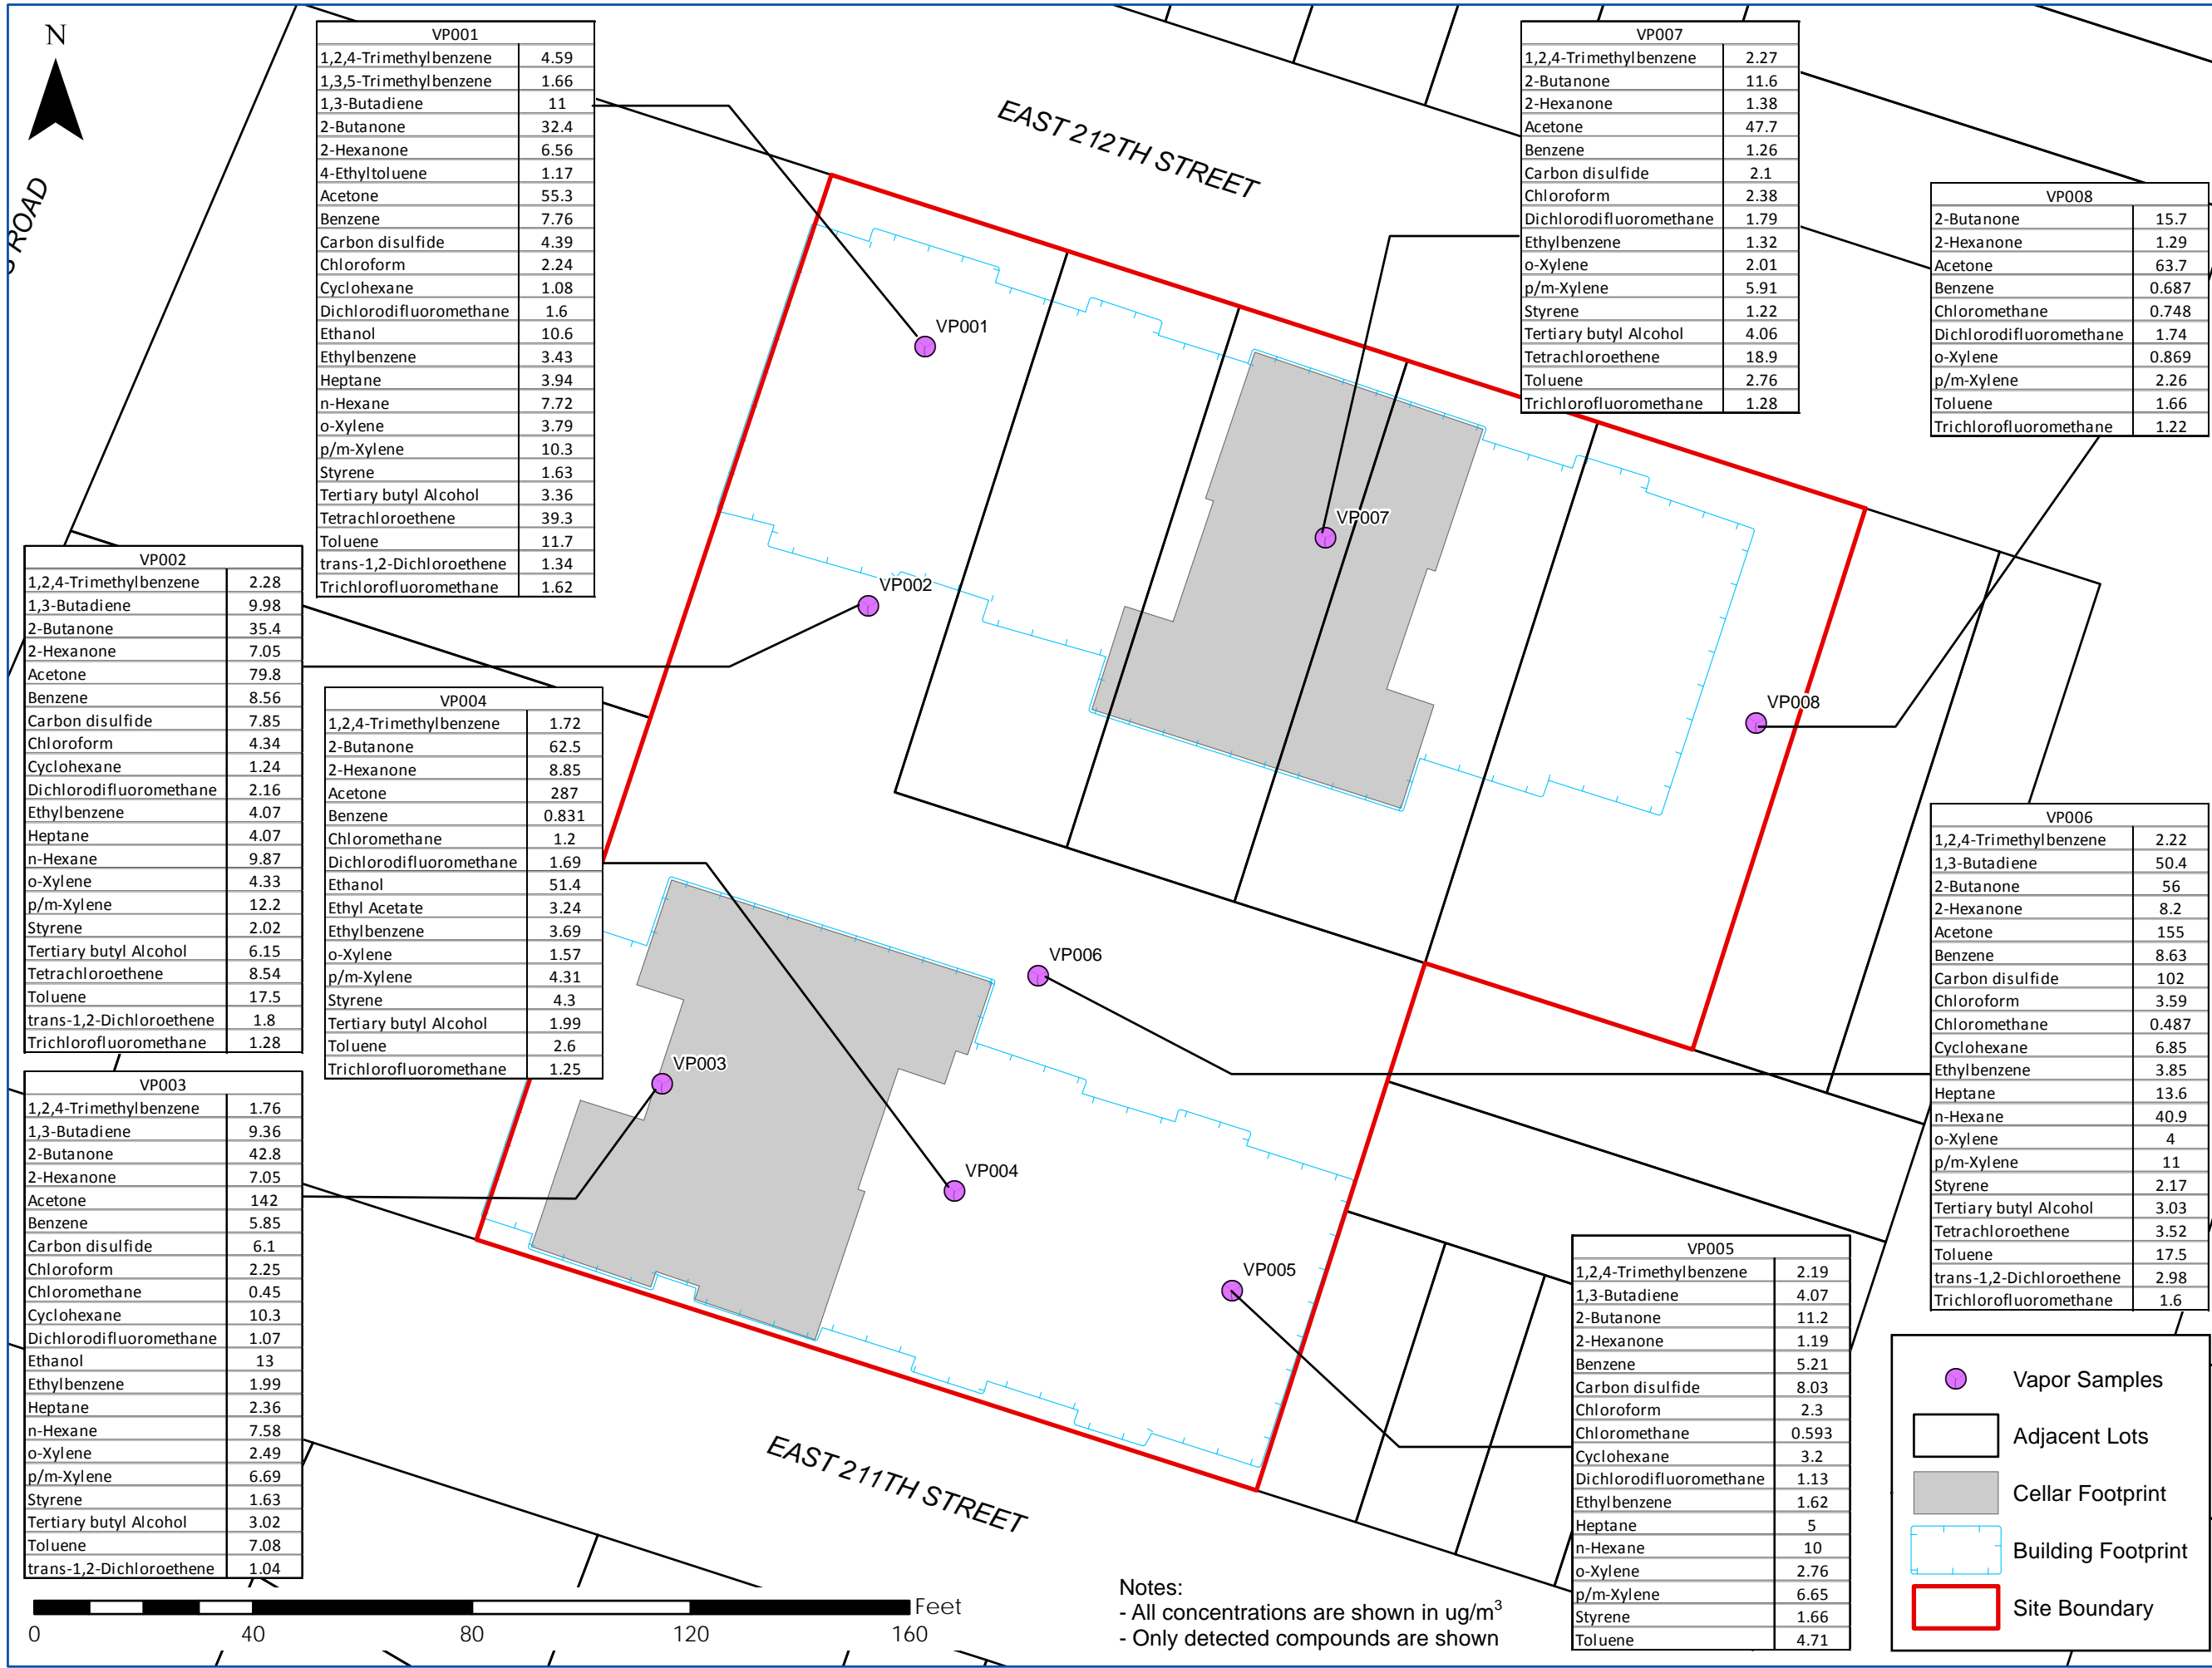 N
S ROAD
EAST 212TH STREET
VP001
1,2,4-Trimethylbenzene 4.59
1,3,5-Trimethylbenzene 1.66
1,3-Butadiene 11
2-Butanone 32.4
2-Hexanone 6.56
4-Ethyltoluene 1.17
Acetone 55.3
Benzene 7.76
Carbon disulfide 4.39
Chloroform 2.24
Cyclohexane 1.08
Dichlorodifluoromethane 1.6
Ethanol 10.6
Ethylbenzene 3.43
Heptane 3.94
n-Hexane 7.72
o-Xylene 3.79
p/m-Xylene 10.3
Styrene 1.63
Tertiary butyl Alcohol 3.36
Tetrachloroethene 39.3
Toluene 11.7
trans-1,2-Dichloroethene 1.34
Trichlorofluoromethane 1.62
VP007
1,2,4-Trimethylbenzene 2.27
2-Butanone 11.6
2-Hexanone 1.38
Acetone 47.7
Benzene 1.26
Carbon disulfide 2.1
Chloroform 2.38
Dichlorodifluoromethane 1.79
Ethylbenzene 1.32
o-Xylene 2.01
p/m-Xylene 5.91
Styrene 1.22
Tertiary butyl Alcohol 4.06
Tetrachloroethene 18.9
Toluene 2.76
Trichlorofluoromethane 1.28
VP008
2-Butanone 15.7
2-Hexanone 1.29
Acetone 63.7
Benzene 0.687
Chloromethane 0.748
Dichlorodifluoromethane 1.74
o-Xylene 0.869
p/m-Xylene 2.26
Toluene 1.66
Trichlorofluoromethane 1.22
VP001
VP007
VP002
VP008
VP006
VP003
VP004
VP005
VP002
1,2,4-Trimethylbenzene 2.28
1,3-Butadiene 9.98
2-Butanone 35.4
2-Hexanone 7.05
Acetone 79.8
Benzene 8.56
Carbon disulfide 7.85
Chloroform 4.34
Cyclohexane 1.24
Dichlorodifluoromethane 2.16
Ethylbenzene 4.07
Heptane 4.07
n-Hexane 9.87
o-Xylene 4.33
p/m-Xylene 12.2
Styrene 2.02
Tertiary butyl Alcohol 6.15
Tetrachloroethene 8.54
Toluene 17.5
trans-1,2-Dichloroethene 1.8
Trichlorofluoromethane 1.28
VP004
1,2,4-Trimethylbenzene 1.72
2-Butanone 62.5
2-Hexanone 8.85
Acetone 287
Benzene 0.831
Chloromethane 1.2
Dichlorodifluoromethane 1.69
Ethanol 51.4
Ethyl Acetate 3.24
Ethylbenzene 3.69
o-Xylene 1.57
p/m-Xylene 4.31
Styrene 4.3
Tertiary butyl Alcohol 1.99
Toluene 2.6
Trichlorofluoromethane 1.25
VP006
1,2,4-Trimethylbenzene 2.22
1,3-Butadiene 50.4
2-Butanone 56
2-Hexanone 8.2
Acetone 155
Benzene 8.63
Carbon disulfide 102
Chloroform 3.59
Chloromethane 0.487
Cyclohexane 6.85
Ethylbenzene 3.85
Heptane 13.6
n-Hexane 40.9
o-Xylene 4
p/m-Xylene 11
Styrene 2.17
Tertiary butyl Alcohol 3.03
Tetrachloroethene 3.52
Toluene 17.5
trans-1,2-Dichloroethene 2.98
Trichlorofluoromethane 1.6
VP003
1,2,4-Trimethylbenzene 1.76
1,3-Butadiene 9.36
2-Butanone 42.8
2-Hexanone 7.05
Acetone 142
Benzene 5.85
Carbon disulfide 6.1
Chloroform 2.25
Chloromethane 0.45
Cyclohexane 10.3
Dichlorodifluoromethane 1.07
Ethanol 13
Ethylbenzene 1.99
Heptane 2.36
n-Hexane 7.58
o-Xylene 2.49
p/m-Xylene 6.69
Styrene 1.63
Tertiary butyl Alcohol 3.02
Toluene 7.08
trans-1,2-Dichloroethene 1.04
VP005
1,2,4-Trimethylbenzene 2.19
1,3-Butadiene 4.07
2-Butanone 11.2
2-Hexanone 1.19
Benzene 5.21
Carbon disulfide 8.03
Chloroform 2.3
Chloromethane 0.593
Cyclohexane 3.2
Dichlorodifluoromethane 1.13
Ethylbenzene 1.62
Heptane 5
n-Hexane 10
o-Xylene 2.76
p/m-Xylene 6.65
Styrene 1.66
Toluene 4.71
EAST 211TH STREET
Vapor Samples
Adjacent Lots
Cellar Footprint
Building Footprint
Site Boundary
Notes:
- All concentrations are shown in ug/m³
- Only detected compounds are shown
Feet
0 40 80 120 160